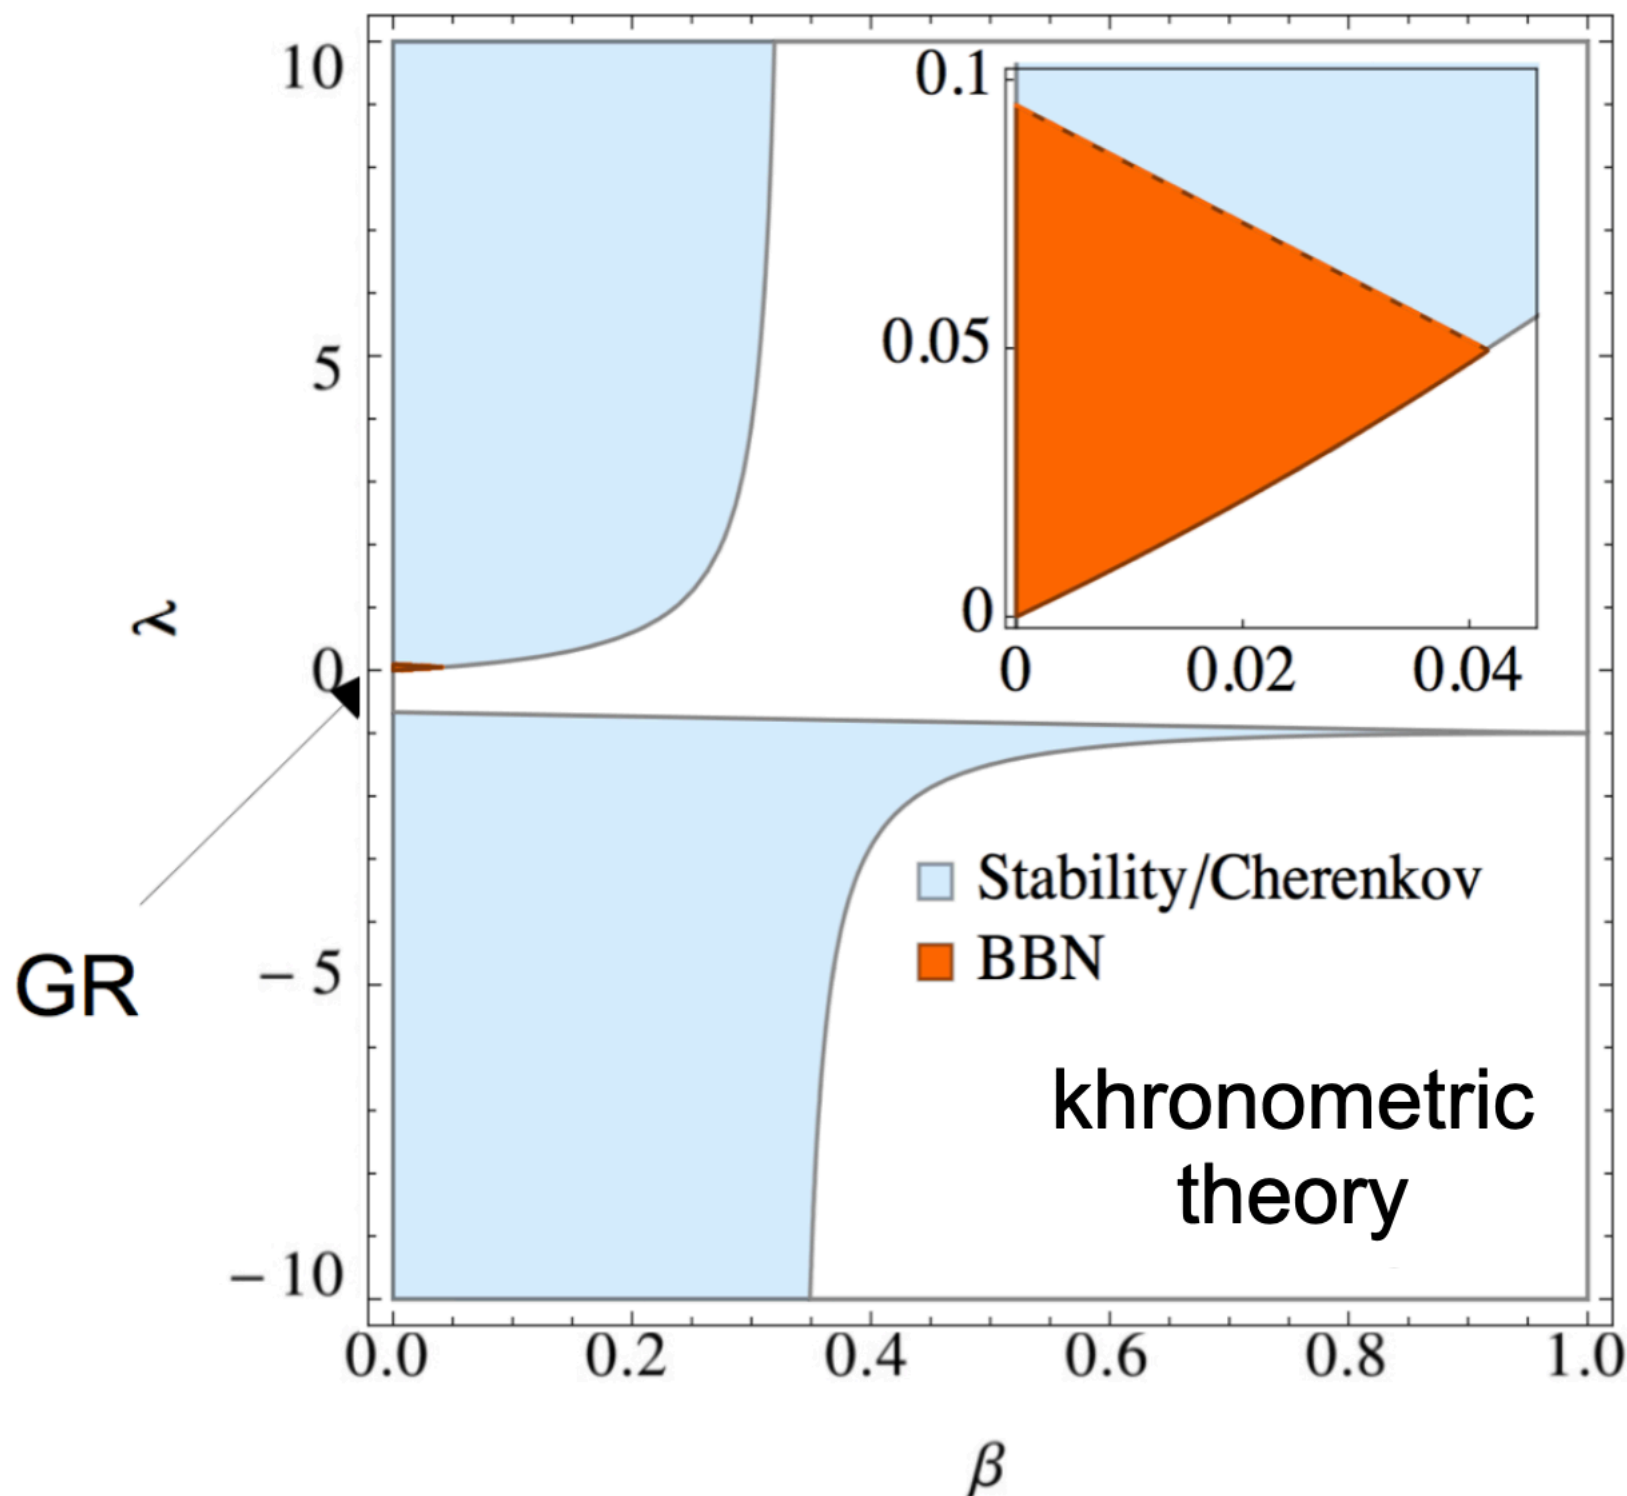 10
5
0
– 5
– 10
λ
0.1
0.05
0
0 0.02 0.04
Stability/Cherenkov
BBN
khronometric
theory
GR
0.0 0.2 0.4 0.6 0.8 1.0
β